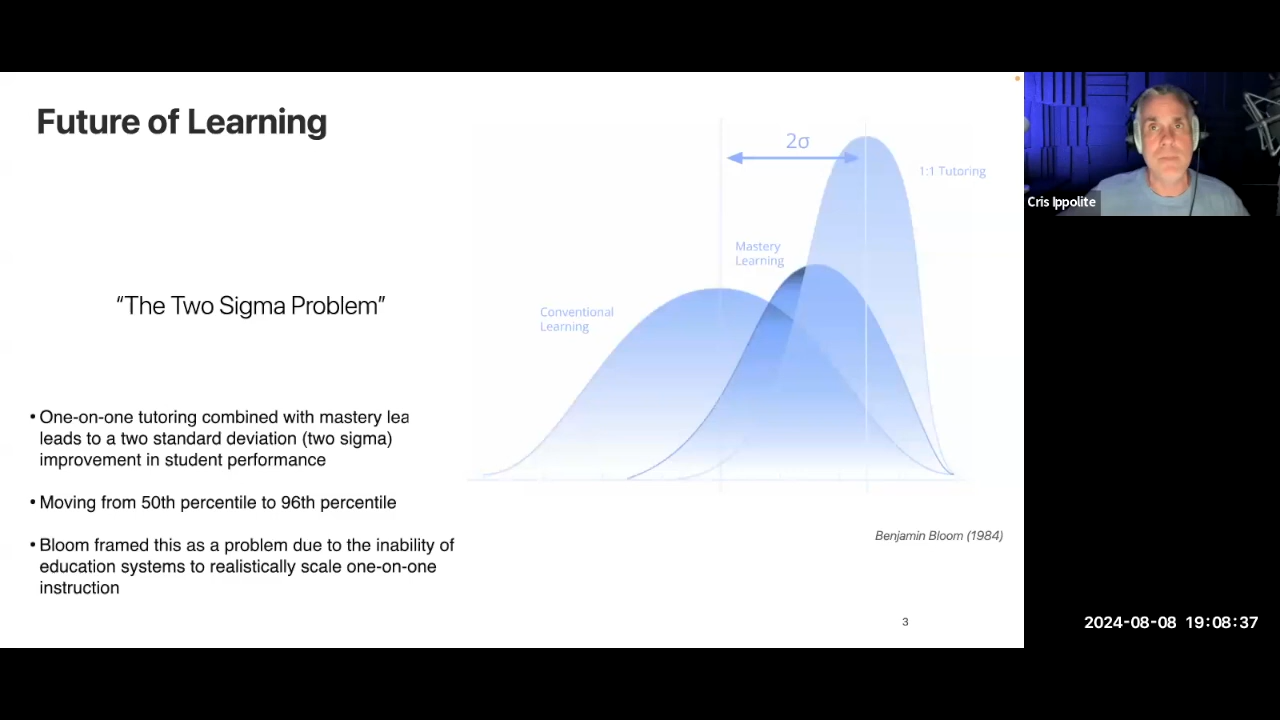 Future of Learning
2σ
1:1 Tutoring
Mastery
Learning
Conventional
Learning
“The Two Sigma Problem”
• One-on-one tutoring combined with mastery lea
leads to a two standard deviation (two sigma)
improvement in student performance
• Moving from 50th percentile to 96th percentile
• Bloom framed this as a problem due to the inability of
education systems to realistically scale one-on-one
instruction
Benjamin Bloom (1984)
3
Cris Ippolite
2024-08-08 19:08:37